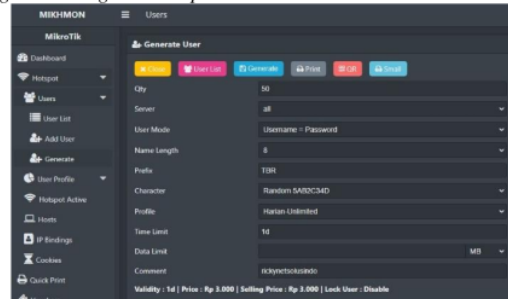 MIKHMON
Users
MikroTik
Dashboard
Hotspot
Users
User List
Add User
Generate
User Profile
Hotspot Active
Hosts
IP Bindings
Cookies
Quick Print
Generate User
Close
User List
Generate
Print
QR
Small
Qty
50
Server
all
User Mode
Username = Password
Name Length
8
Prefix
TBR
Character
Random 5AB2C34D
Profile
Harian-Unlimited
Time Limit
1d
Data Limit
MB
Comment
rickynetsolusindo
Validity : 1d | Price : Rp 3.000 | Selling Price : Rp 3.000 | Lock User : Disable